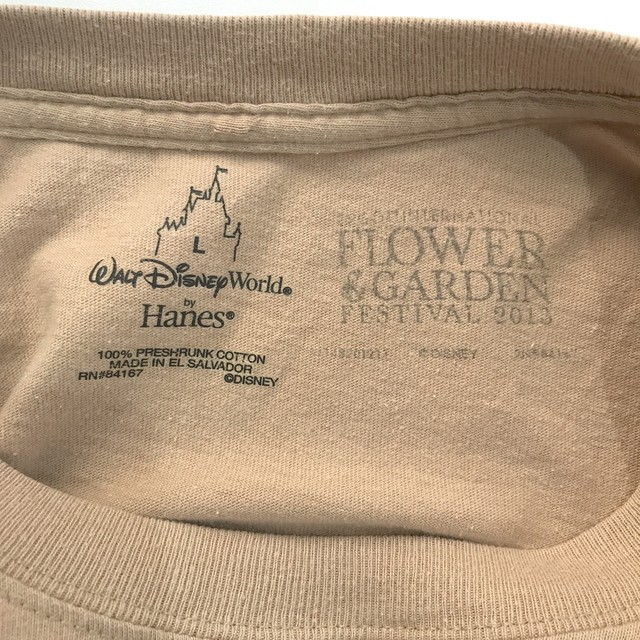 L
Walt Disney World®
by
Hanes®
100% PRESHRUNK COTTON
MADE IN EL SALVADOR
RN#84167 ©DISNEY
INTERNATIONAL
FLOWER
& GARDEN
FESTIVAL 2013
©DISNEY